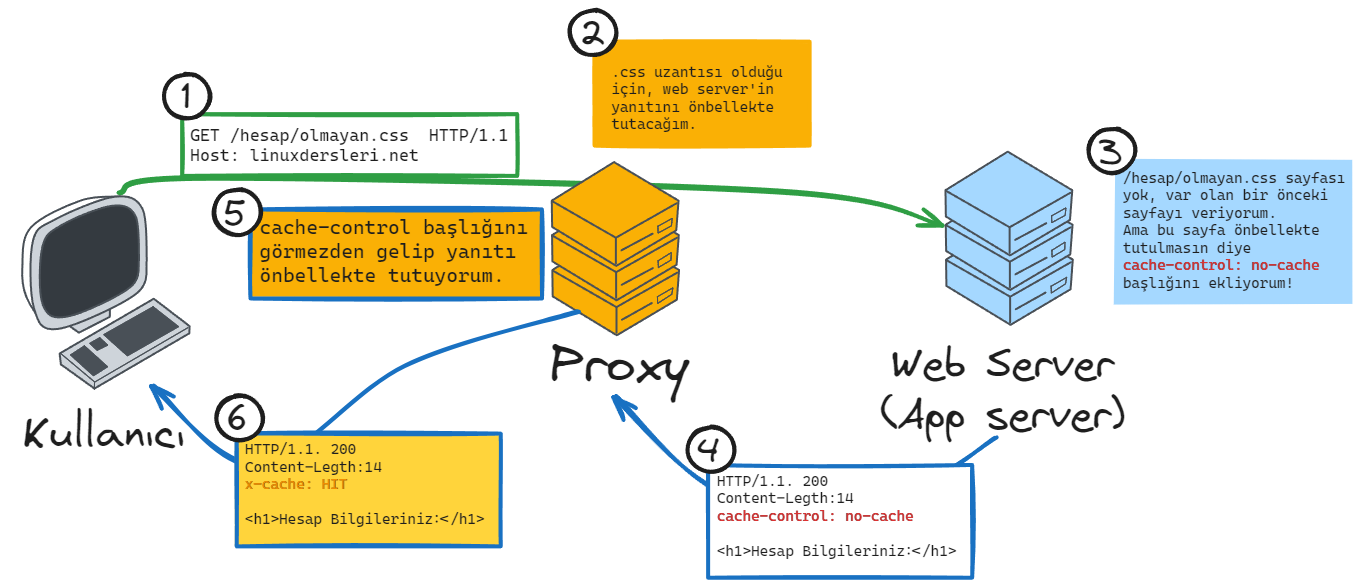 1
GET /hesap/olmayan.css  HTTP/1.1
Host: linuxdersleri.net
2
.css uzantısı olduğu
için, web server'in
yanıtını önbellekte
tutacağım.
3
/hesap/olmayan.css sayfası
yok, var olan bir önceki
sayfayı veriyorum.
Ama bu sayfa önbellekte
tutulmasın diye
cache-control: no-cache
başlığını ekliyorum!
5
cache-control başlığını
görmezden gelip yanıtı
önbellekte tutuyorum.
Kullanıcı
Proxy
Web Server
(App server)
6
HTTP/1.1. 200
Content-Legth:14
x-cache: HIT
<h1>Hesap Bilgileriniz:</h1>
4
HTTP/1.1. 200
Content-Legth:14
cache-control: no-cache
<h1>Hesap Bilgileriniz:</h1>